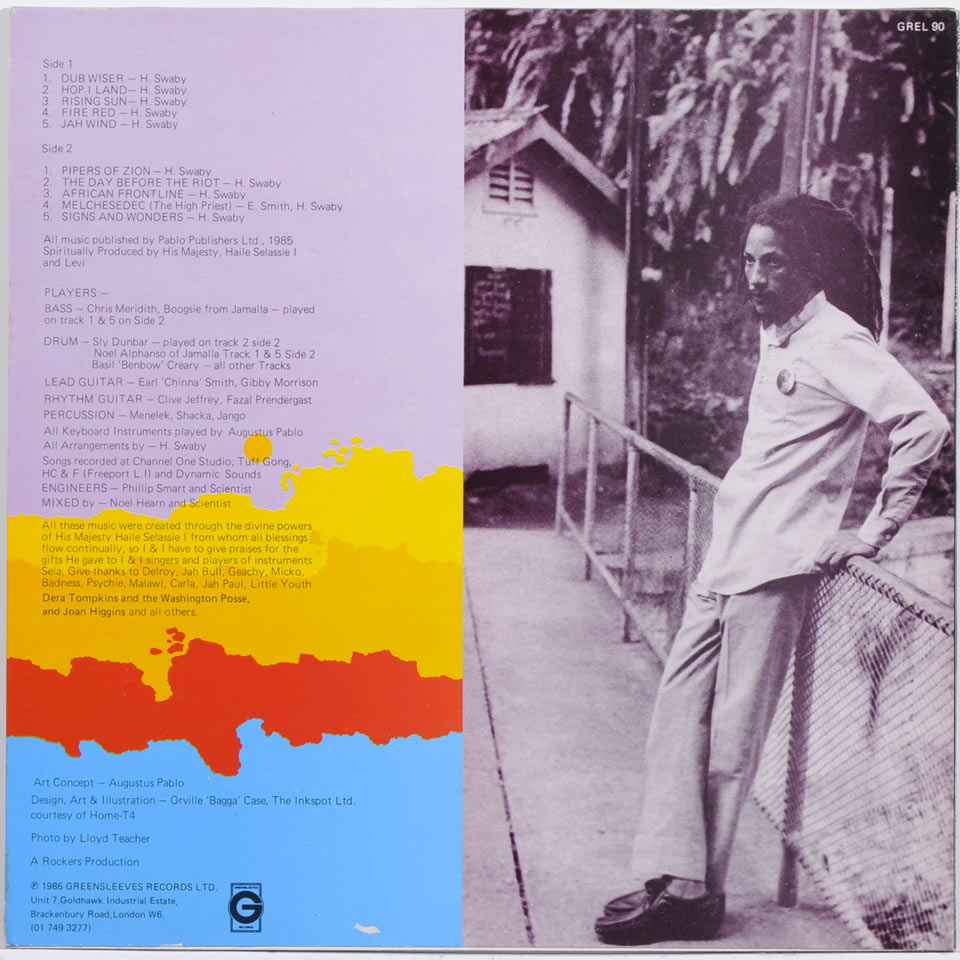 GREL 90
Side 1
1. DUB WISER – H. Swaby
2. HOP I LAND – H. Swaby
3. RISING SUN – H. Swaby
4. FIRE RED – H. Swaby
5. JAH WIND – H. Swaby
Side 2
1. PIPERS OF ZION – H. Swaby
2. THE DAY BEFORE THE RIOT – H. Swaby
3. AFRICAN FRONTLINE – H. Swaby
4. MELCHESEDEC (The High Priest) – E. Smith, H. Swaby
5. SIGNS AND WONDERS – H. Swaby
All music published by Pablo Publishers Ltd., 1985
Spiritually Produced by His Majesty, Haile Selassie I
and Levi
PLAYERS:–
BASS – Chris Meridith, Boogsie from Jamalla – played
on track 1 & 5 on Side 2
DRUM – Sly Dunbar – played on track 2 side 2
Noel Alphanso of Jamalla Track 1 & 5 Side 2
Basil 'Benbow' Creary – all other Tracks
LEAD GUITAR – Earl 'Chinna' Smith, Gibby Morrison
RHYTHM GUITAR – Clive Jeffrey, Fazal Prendergast
PERCUSSION – Menelek, Shacka, Jango
All Keyboard Instruments played by Augustus Pablo
All Arrangements by – H. Swaby
Songs recorded at Channel One Studio, Tuff Gong,
HC & F (Freeport L.I) and Dynamic Sounds
ENGINEERS – Phillip Smart and Scientist
MIXED by – Noel Hearn and Scientist
All these music were created through the divine powers
of His Majesty Haile Selassie I from whom all blessings
flow continually, so I & I have to give praises for the
gifts He gave to I & I singers and players of instruments
Sela. Give thanks to Delroy, Jah Bull, Geachy, Micko,
Badness, Psychie, Malawi, Carla, Jah Paul, Little Youth
Dera Tompkins and the Washington Posse,
and Joan Higgins and all others.
Art Concept – Augustus Pablo
Design, Art & Illustration – Orville 'Bagga' Case, The Inkspot Ltd.
courtesy of Home-T4
Photo by Lloyd Teacher
A Rockers Production
℗ 1986 GREENSLEEVES RECORDS LTD.
Unit 7, Goldhawk Industrial Estate,
Brackenbury Road, London W6.
(01 749 3277)
GREENSLEEVES
G
RECORDS